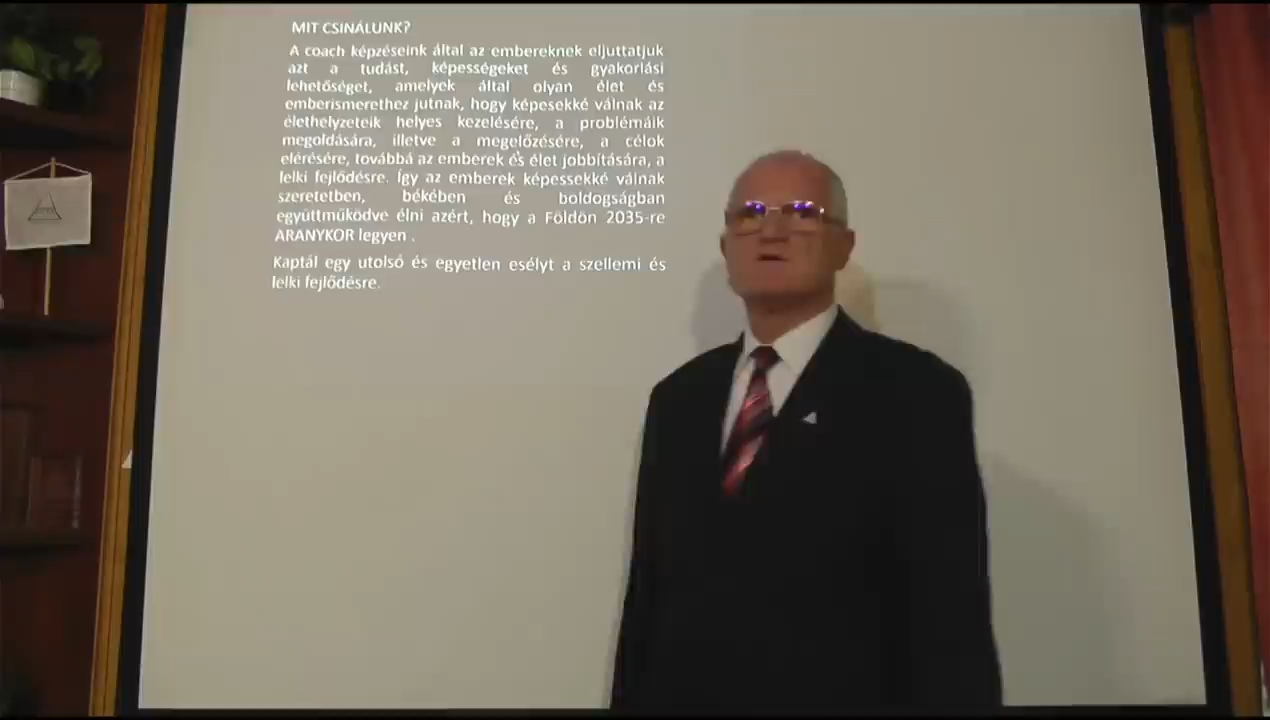 MIT CSINÁLUNK?
A coach képzéseink által az embereknek eljuttatjuk
azt a tudást, képességeket és gyakorlási
lehetőséget, amelyek által olyan élet és
emberismerethez jutnak, hogy képesekké válnak az
élethelyzeteik helyes kezelésére, a problémáik
megoldására, illetve a megelőzésére, a célok
elérésére, továbbá az emberek és élet jobbítására, a
lelki fejlődésre. Így az emberek képessekké válnak
szeretetben, békében és boldogságban
együttműködve élni azért, hogy a Földön 2035-re
ARANYKOR legyen .
Kaptál egy utolsó és egyetlen esélyt a szellemi és
lelki fejlődésre.